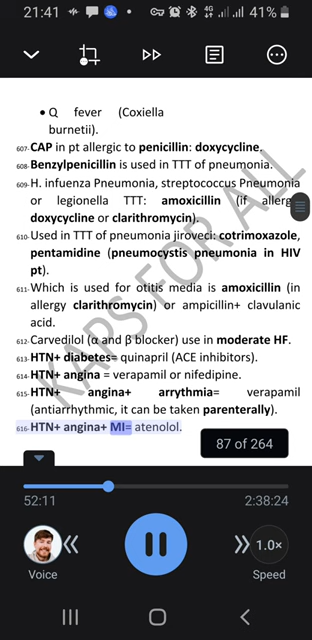 21:41 4G 41%
• Q fever (Coxiella
burnetii).
607- CAP in pt allergic to penicillin: doxycycline.
608- Benzylpenicillin is used in TTT of pneumonia.
609- H. infuenza Pneumonia, streptococcus Pneumonia
or legionella TTT: amoxicillin (if allergy
doxycycline or clarithromycin).
610- Used in TTT of pneumonia jiroveci: cotrimoxazole,
pentamidine (pneumocystis pneumonia in HIV
pt).
611- Which is used for otitis media is amoxicillin (in
allergy clarithromycin) or ampicillin+ clavulanic
acid.
612- Carvedilol (α and β blocker) use in moderate HF.
613- HTN+ diabetes= quinapril (ACE inhibitors).
614- HTN+ angina = verapamil or nifedipine.
615- HTN+ angina+ arrythmia= verapamil
(antiarrhythmic, it can be taken parenterally).
616- HTN+ angina+ MI= atenolol.
KAPS FOR ALL
87 of 264
52:11 2:38:24
1.0×
Voice Speed